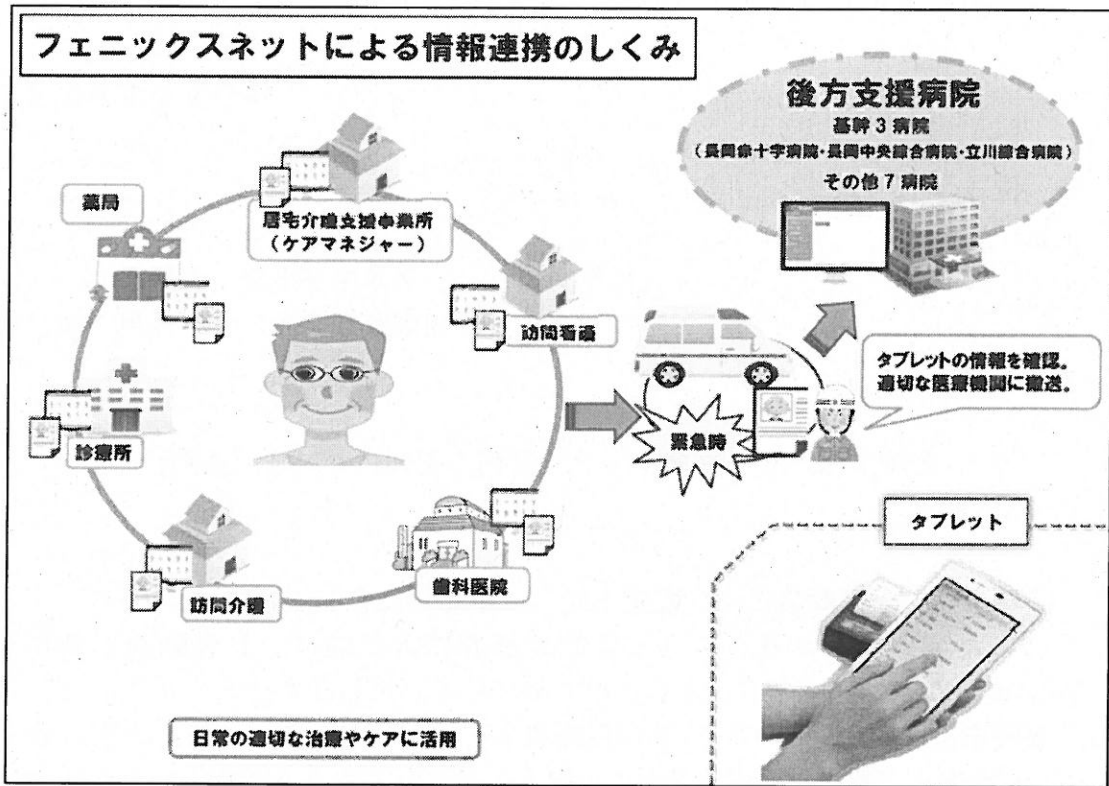 フェニックスネットによる情報連携のしくみ
後方支援病院
基幹3病院
(長岡赤十字病院・長岡中央綜合病院・立川綜合病院)
その他7病院
薬局
居宅介護支援事業所
(ケアマネジャー)
訪問看護
タブレットの情報を確認。
適切な医療機関に搬送。
緊急時
診療所
タブレット
訪問介護
歯科医院
日常の適切な治療やケアに活用